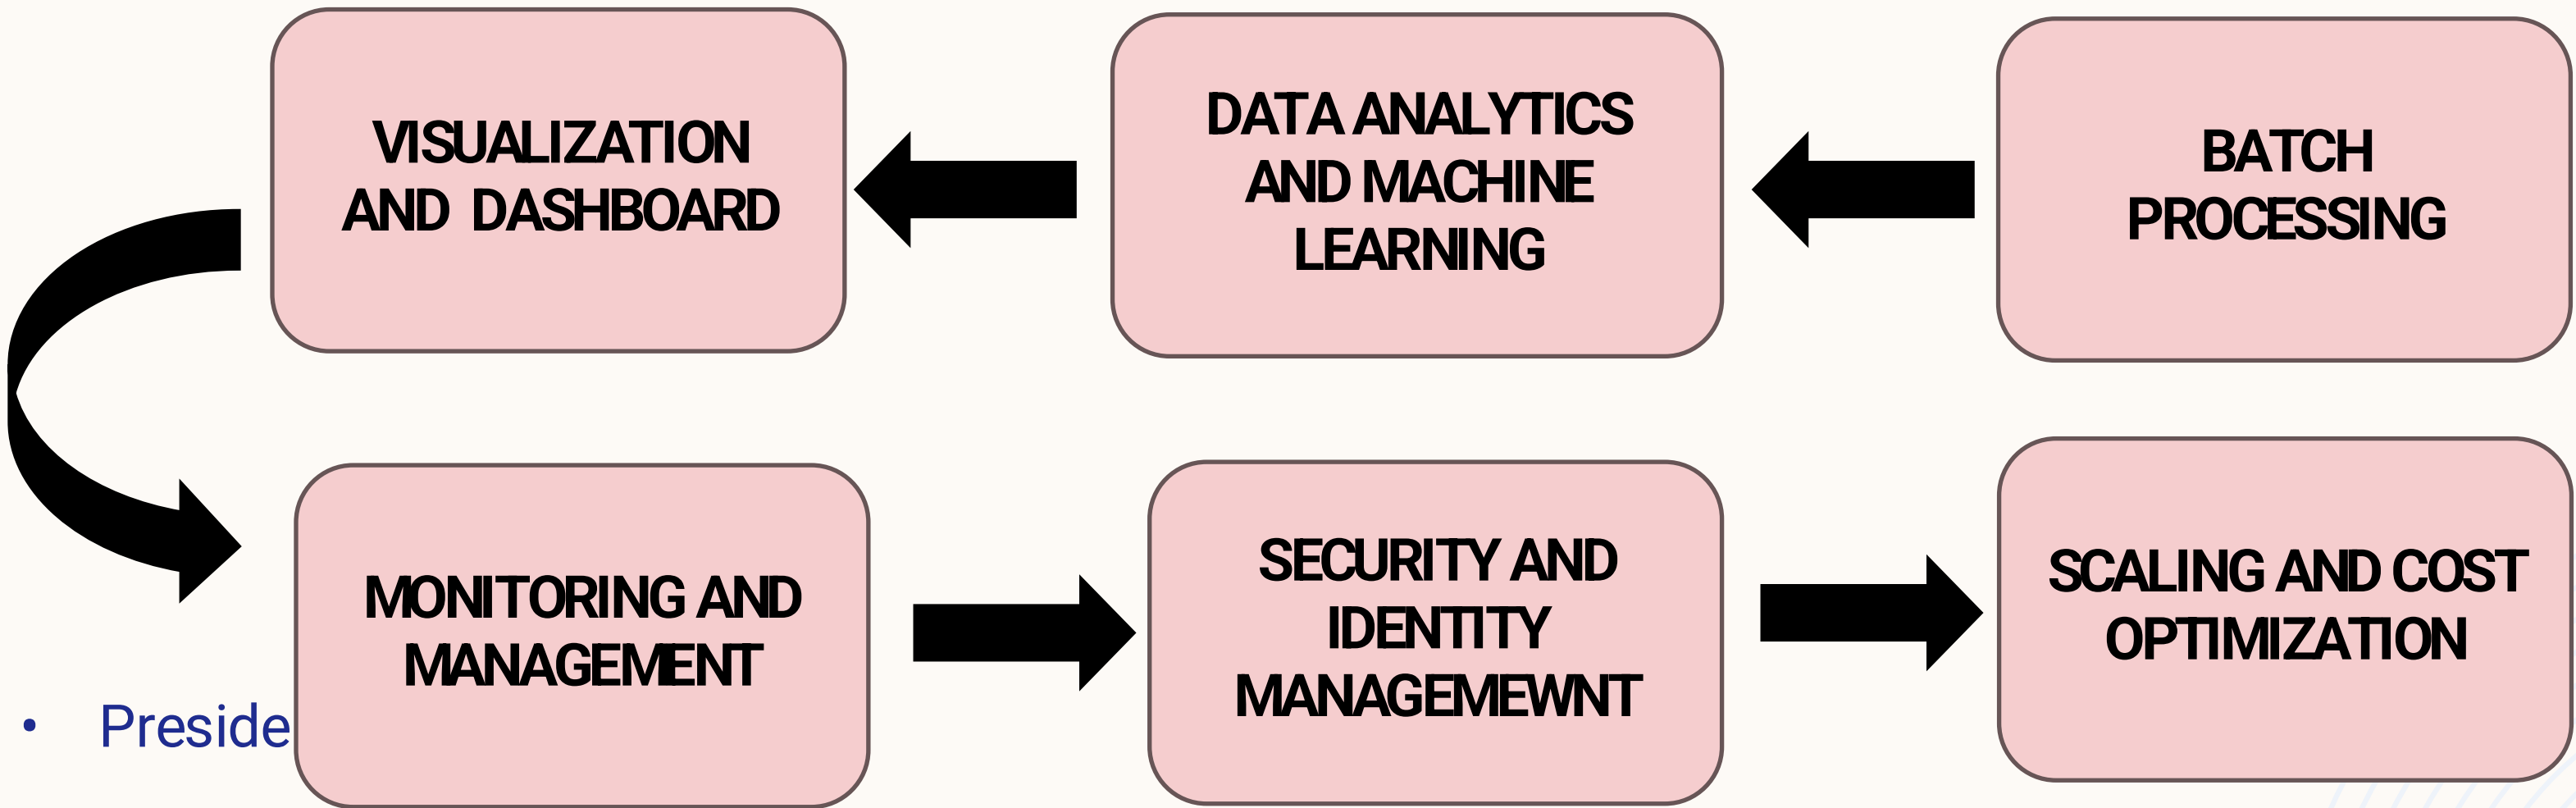 VISUALIZATION
AND DASHBOARD
DATA ANALYTICS
AND MACHINE
LEARNING
BATCH
PROCESSING
MONITORING AND
MANAGEMENT
SECURITY AND
IDENTITY
MANAGEMEWNT
SCALING AND COST
OPTIMIZATION
• Preside